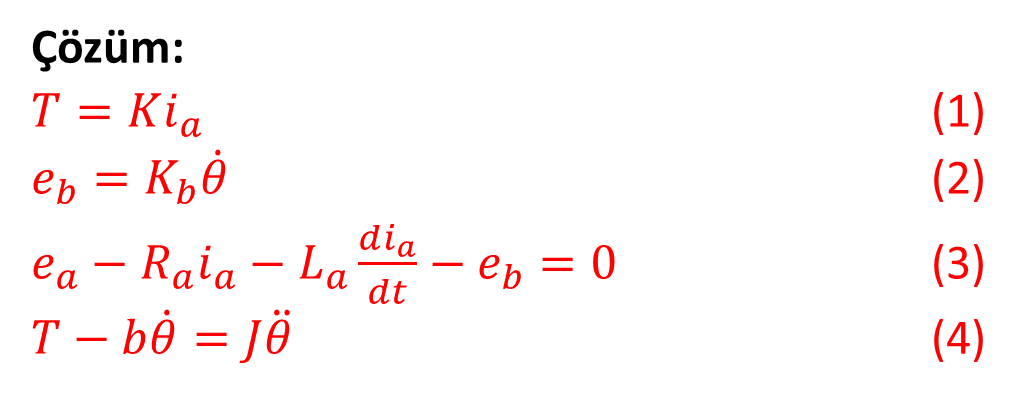 Çözüm:
T = Ki_a (1)
e_b = K_b θ̇ (2)
e_a − R_a i_a − L_a di_a/dt − e_b = 0 (3)
T − bθ̇ = Jθ̈ (4)